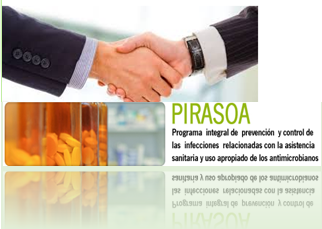 PIRASOA
Programa integral de prevención y control de
las infecciones relacionadas con la asistencia
sanitaria y uso apropiado de los antimicrobianos